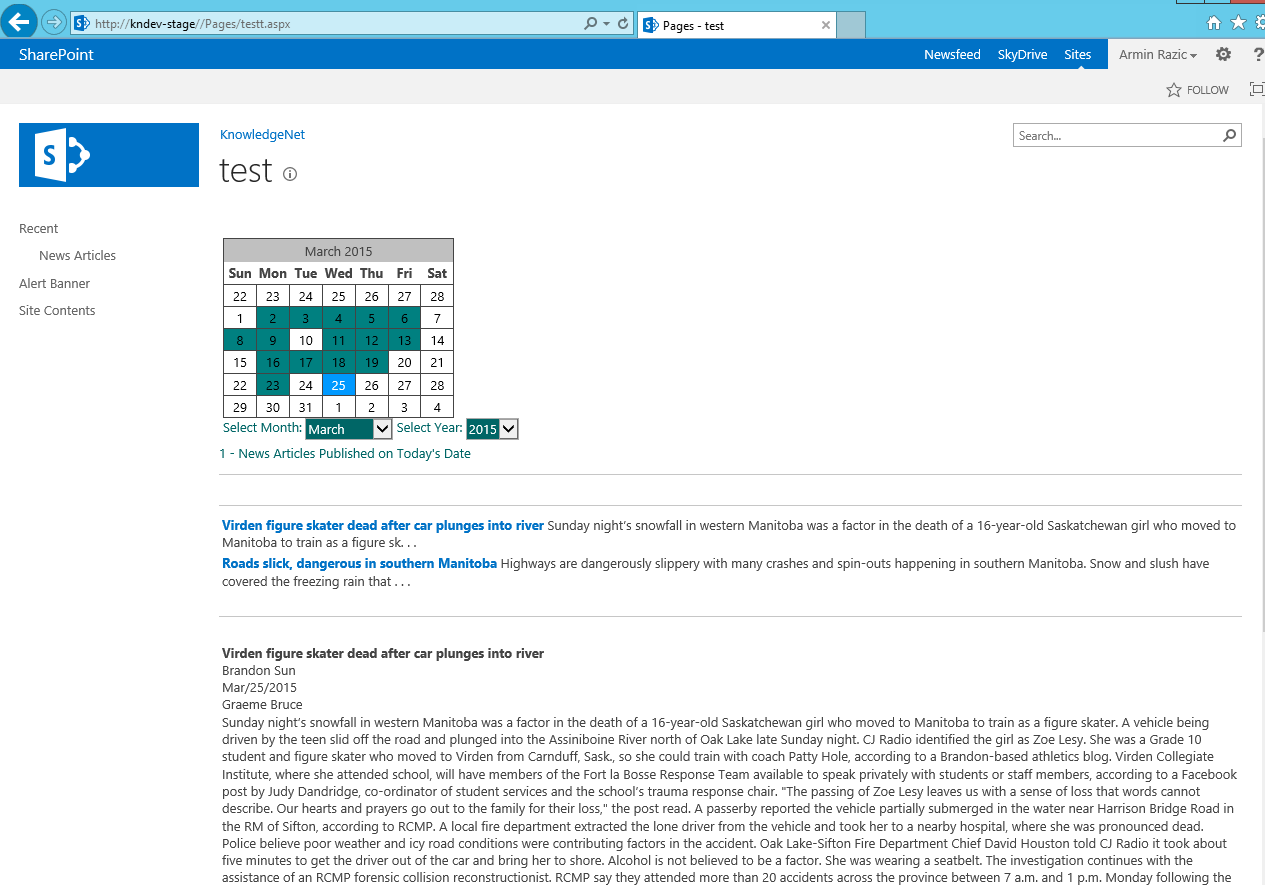 http://kndev-stage//Pages/testt.aspx
Pages - test
SharePoint
Newsfeed SkyDrive Sites Armin Razic ?
FOLLOW
S
KnowledgeNet
Search...
test
Recent
News Articles
Alert Banner
Site Contents
March 2015
Sun Mon Tue Wed Thu Fri Sat
22 23 24 25 26 27 28
1 2 3 4 5 6 7
8 9 10 11 12 13 14
15 16 17 18 19 20 21
22 23 24 25 26 27 28
29 30 31 1 2 3 4
Select Month: March Select Year: 2015
1 - News Articles Published on Today's Date
Virden figure skater dead after car plunges into river Sunday night's snowfall in western Manitoba was a factor in the death of a 16-year-old Saskatchewan girl who moved to
Manitoba to train as a figure sk. . .
Roads slick, dangerous in southern Manitoba Highways are dangerously slippery with many crashes and spin-outs happening in southern Manitoba. Snow and slush have
covered the freezing rain that . . .
Virden figure skater dead after car plunges into river
Brandon Sun
Mar/25/2015
Graeme Bruce
Sunday night's snowfall in western Manitoba was a factor in the death of a 16-year-old Saskatchewan girl who moved to Manitoba to train as a figure skater. A vehicle being
driven by the teen slid off the road and plunged into the Assiniboine River north of Oak Lake late Sunday night. CJ Radio identified the girl as Zoe Lesy. She was a Grade 10
student and figure skater who moved to Virden from Carnduff, Sask., so she could train with coach Patty Hole, according to a Brandon-based athletics blog. Virden Collegiate
Institute, where she attended school, will have members of the Fort la Bosse Response Team available to speak privately with students or staff members, according to a Facebook
post by Judy Dandridge, co-ordinator of student services and the school's trauma response chair. "The passing of Zoe Lesy leaves us with a sense of loss that words cannot
describe. Our hearts and prayers go out to the family for their loss," the post read. A passerby reported the vehicle partially submerged in the water near Harrison Bridge Road in
the RM of Sifton, according to RCMP. A local fire department extracted the lone driver from the vehicle and took her to a nearby hospital, where she was pronounced dead.
Police believe poor weather and icy road conditions were contributing factors in the accident. Oak Lake-Sifton Fire Department Chief David Houston told CJ Radio it took about
five minutes to get the driver out of the car and bring her to shore. Alcohol is not believed to be a factor. She was wearing a seatbelt. The investigation continues with the
assistance of an RCMP forensic collision reconstructionist. RCMP say they attended more than 20 accidents across the province between 7 a.m. and 1 p.m. Monday following the